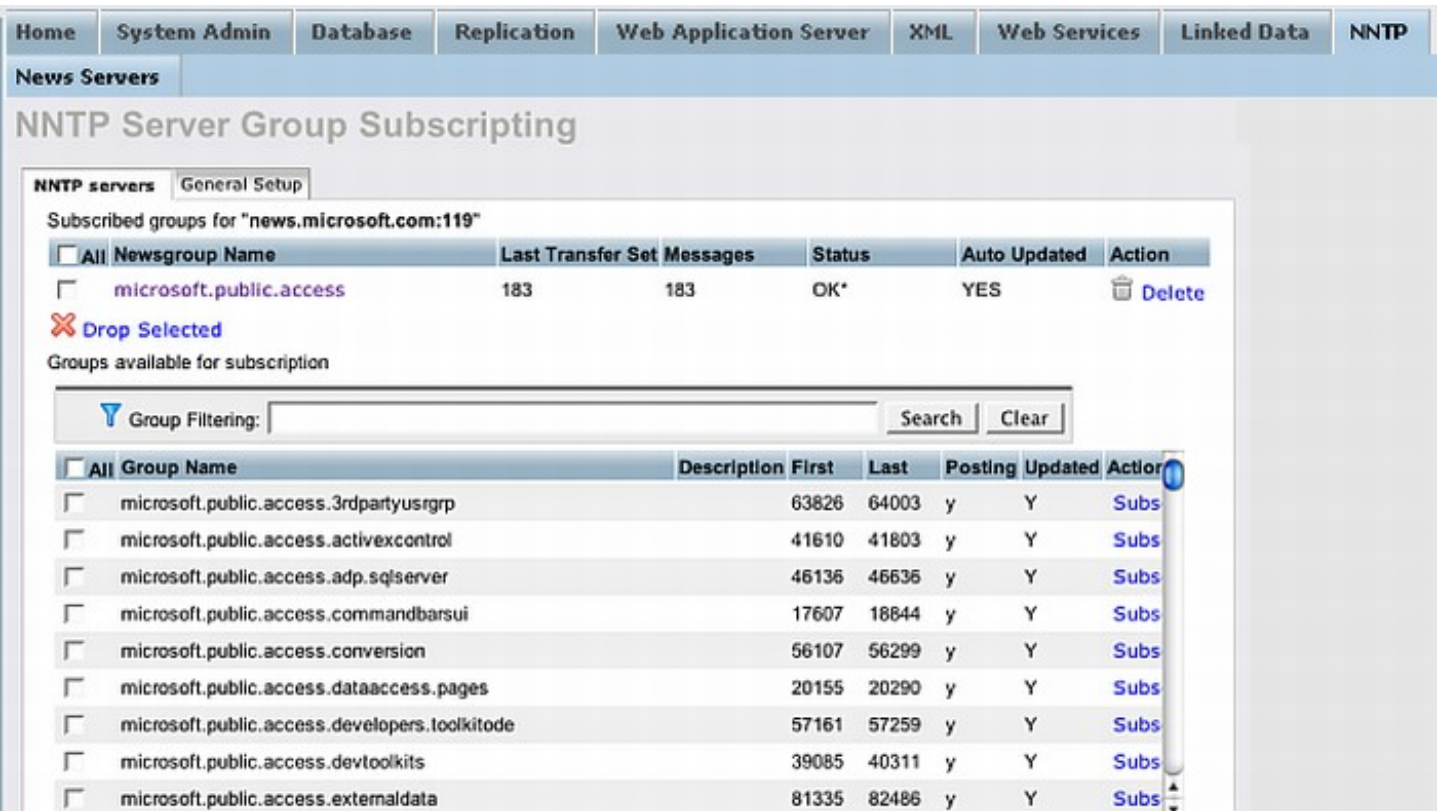 Home System Admin Database Replication Web Application Server XML Web Services Linked Data NNTP
News Servers
NNTP Server Group Subscripting
NNTP servers General Setup
Subscribed groups for "news.microsoft.com:119"
All Newsgroup Name Last Transfer Set Messages Status Auto Updated Action
microsoft.public.access 183 183 OK* YES Delete
Drop Selected
Groups available for subscription
Group Filtering: Search Clear
All Group Name Description First Last Posting Updated Action
microsoft.public.access.3rdpartyusrgrp 63826 64003 y Y Subs
microsoft.public.access.activexcontrol 41610 41803 y Y Subs
microsoft.public.access.adp.sqlserver 46136 46636 y Y Subs
microsoft.public.access.commandbarsui 17607 18844 y Y Subs
microsoft.public.access.conversion 56107 56299 y Y Subs
microsoft.public.access.dataaccess.pages 20155 20290 y Y Subs
microsoft.public.access.developers.toolkitode 57161 57259 y Y Subs
microsoft.public.access.devtoolkits 39085 40311 y Y Subs
microsoft.public.access.externaldata 81335 82486 y Y Subs